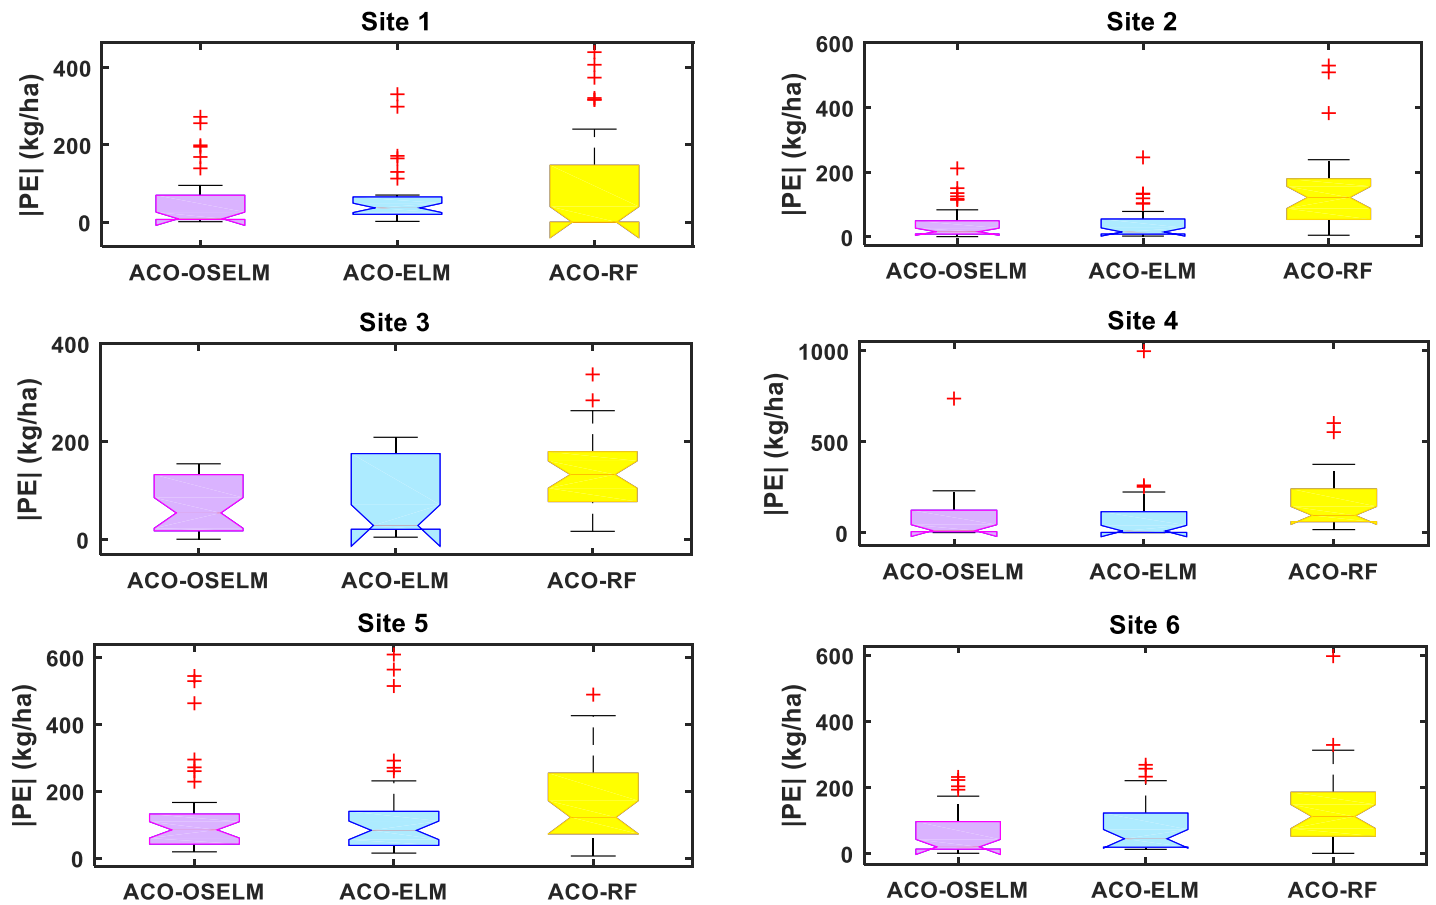 Site 1
|PE| (kg/ha)
400
200
0
ACO-OSELM ACO-ELM ACO-RF
Site 2
|PE| (kg/ha)
600
400
200
0
ACO-OSELM ACO-ELM ACO-RF
Site 3
|PE| (kg/ha)
400
200
0
ACO-OSELM ACO-ELM ACO-RF
Site 4
|PE| (kg/ha)
1000
500
0
ACO-OSELM ACO-ELM ACO-RF
Site 5
|PE| (kg/ha)
600
400
200
0
ACO-OSELM ACO-ELM ACO-RF
Site 6
|PE| (kg/ha)
600
400
200
0
ACO-OSELM ACO-ELM ACO-RF